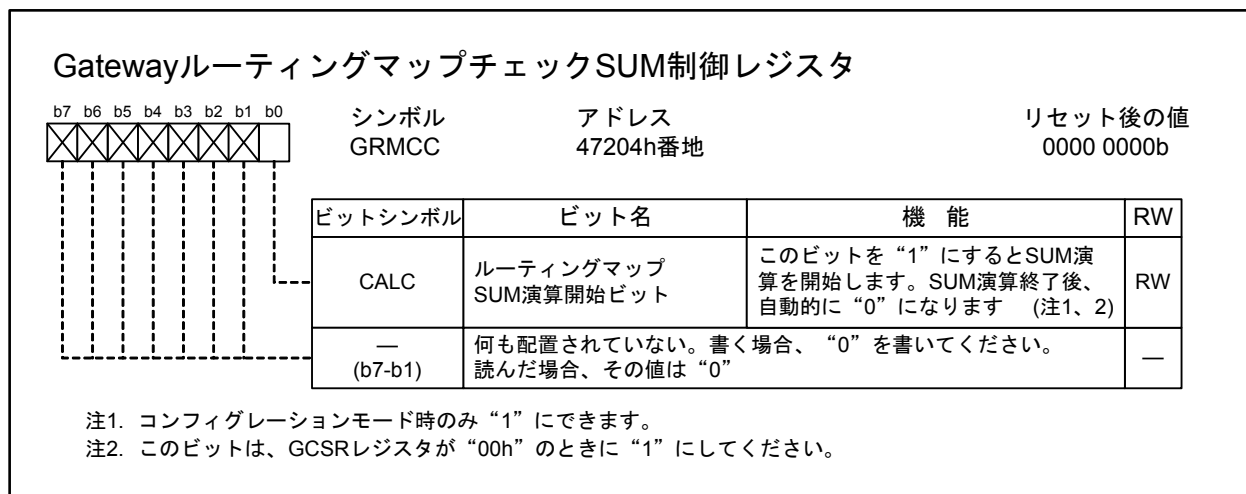 GatewayルーティングマップチェックSUM制御レジスタ
b7 b6 b5 b4 b3 b2 b1 b0
シンボル アドレス リセット後の値
GRMCC 47204h番地 0000 0000b
ビットシンボル ビット名 機 能 RW
CALC
ルーティングマップ
SUM演算開始ビット
このビットを“1”にするとSUM演
算を開始します。SUM演算終了後、
自動的に“0”になります (注1、2)
RW
—
(b7-b1)
何も配置されていない。書く場合、“0”を書いてください。
読んだ場合、その値は“0”
—
注1. コンフィグレーションモード時のみ“1”にできます。
注2. このビットは、GCSRレジスタが“00h”のときに“1”にしてください。